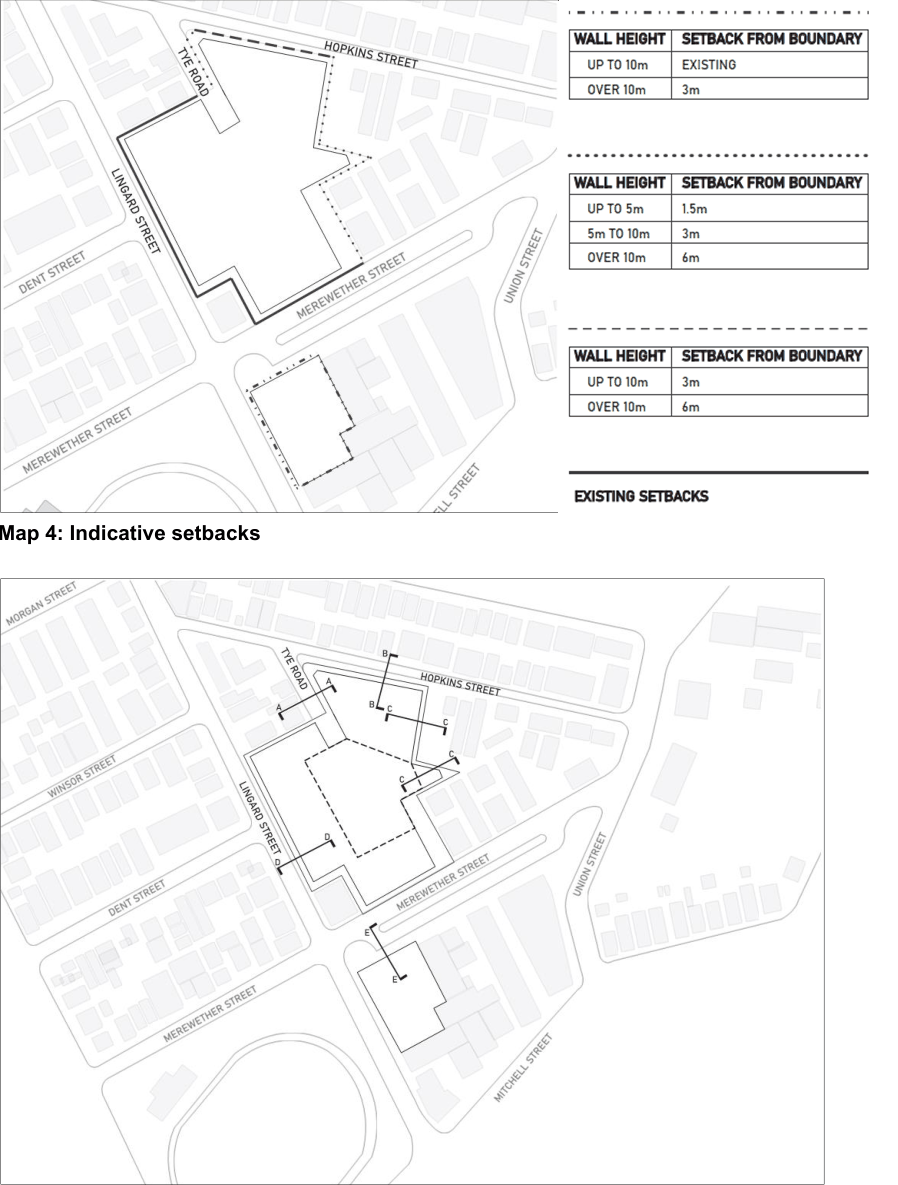 HOPKINS STREET
TYE ROAD
LINGARD STREET
DENT STREET
MEREWETHER STREET
UNION STREET
MEREWETHER STREET
ELL STREET
WALL HEIGHT SETBACK FROM BOUNDARY
UP TO 10m EXISTING
OVER 10m 3m
WALL HEIGHT SETBACK FROM BOUNDARY
UP TO 5m 1.5m
5m TO 10m 3m
OVER 10m 6m
WALL HEIGHT SETBACK FROM BOUNDARY
UP TO 10m 3m
OVER 10m 6m
EXISTING SETBACKS
Map 4: Indicative setbacks
MORGAN STREET
TYE ROAD
B
HOPKINS STREET
A
A
B
C
C
C
C
WINSOR STREET
LINGARD STREET
D
D
DENT STREET
MEREWETHER STREET
UNION STREET
E
E
MEREWETHER STREET
MITCHELL STREET